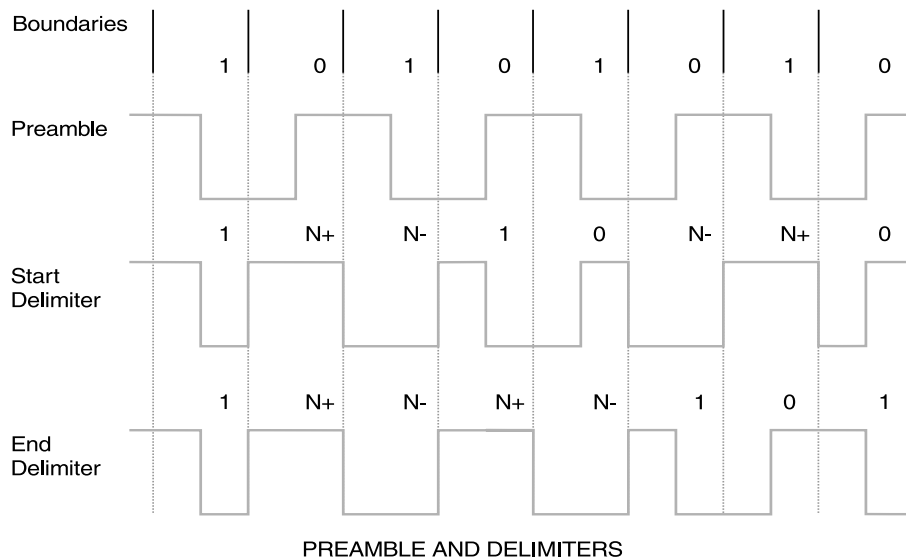 Boundaries
1 0 1 0 1 0 1 0
Preamble
1 N+ N- 1 0 N- N+ 0
Start
Delimiter
1 N+ N- N+ N- 1 0 1
End
Delimiter
PREAMBLE AND DELIMITERS